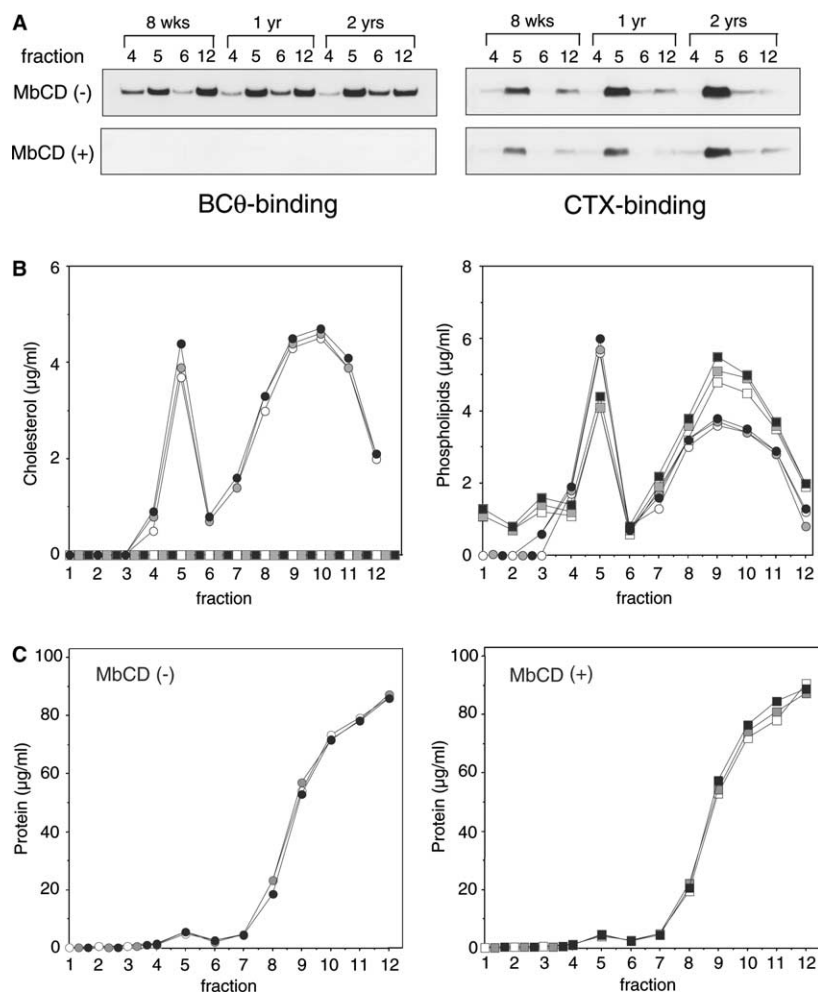 A
8 wks 1 yr 2 yrs 8 wks 1 yr 2 yrs
fraction 4 5 6 12 4 5 6 12 4 5 6 12 4 5 6 12 4 5 6 12 4 5 6 12
MbCD (-)
MbCD (+)
BCθ-binding CTX-binding
B
Cholesterol (µg/ml)
6
4
2
0
1 2 3 4 5 6 7 8 9 10 11 12
fraction
Phospholipids (µg/ml)
8
6
4
2
0
1 2 3 4 5 6 7 8 9 10 11 12
fraction
C
MbCD (-)
Protein (µg/ml)
100
80
60
40
20
0
1 2 3 4 5 6 7 8 9 10 11 12
fraction
MbCD (+)
Protein (µg/ml)
100
80
60
40
20
0
1 2 3 4 5 6 7 8 9 10 11 12
fraction